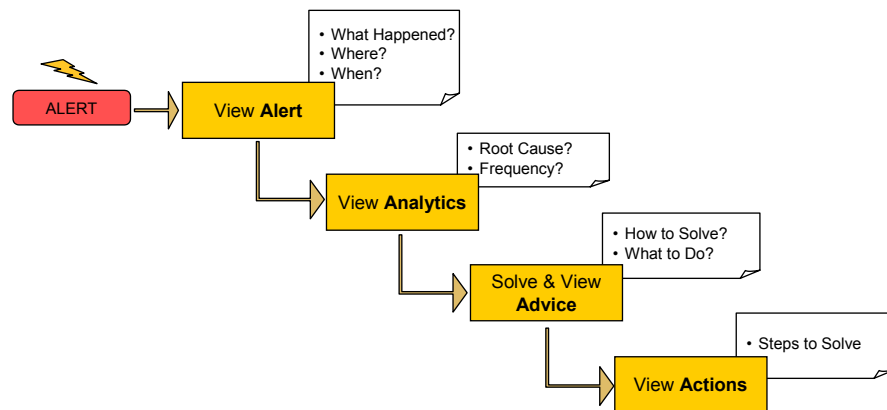 • What Happened?
• Where?
• When?
ALERT
View Alert
• Root Cause?
• Frequency?
View Analytics
• How to Solve?
• What to Do?
Solve & View
Advice
• Steps to Solve
View Actions